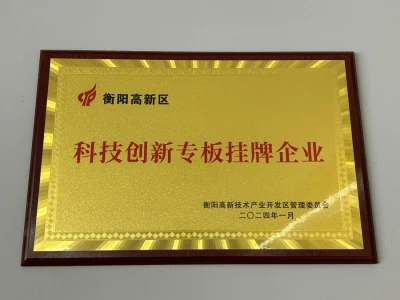 衡阳高新区
科技创新专板挂牌企业
衡阳高新技术产业开发区管理委员会
二〇二四年一月